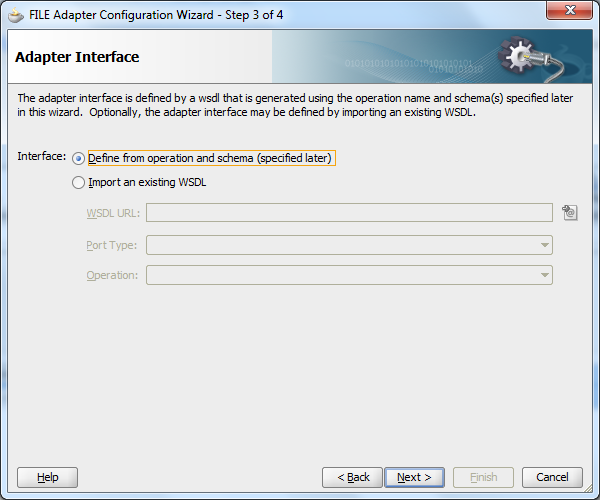 FILE Adapter Configuration Wizard - Step 3 of 4
Adapter Interface
The adapter interface is defined by a wsdl that is generated using the operation name and schema(s) specified later
in this wizard.  Optionally, the adapter interface may be defined by importing an existing WSDL.
Interface: Define from operation and schema (specified later)
Import an existing WSDL
WSDL URL:
Port Type:
Operation:
Help < Back Next > Finish Cancel